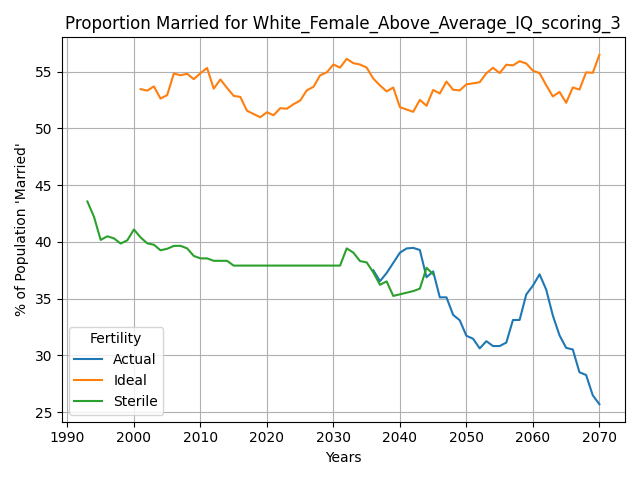 Proportion Married for White_Female_Above_Average_IQ_scoring_3
% of Population 'Married'
55
50
45
40
35
30
25
Fertility
Actual
Ideal
Sterile
1990 2000 2010 2020 2030 2040 2050 2060 2070
Years